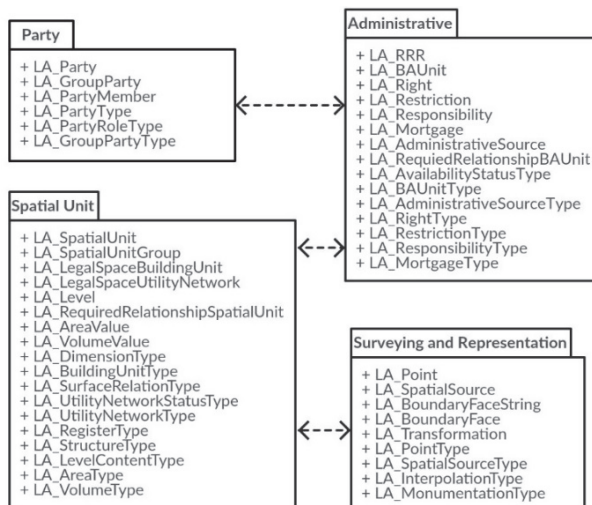 Party
+ LA_Party
+ LA_GroupParty
+ LA_PartyMember
+ LA_PartyType
+ LA_PartyRoleType
+ LA_GroupPartyType
Administrative
+ LA_RRR
+ LA_BAUnit
+ LA_Right
+ LA_Restriction
+ LA_Responsibility
+ LA_Mortgage
+ LA_AdministrativeSource
+ LA_RequiedRelationshipBAUnit
+ LA_AvailabilityStatusType
+ LA_BAUnitType
+ LA_AdministrativeSourceType
+ LA_RightType
+ LA_RestrictionType
+ LA_ResponsibilityType
+ LA_MortgageType
Spatial Unit
+ LA_SpatialUnit
+ LA_SpatialUnitGroup
+ LA_LegalSpaceBuildingUnit
+ LA_LegalSpaceUtilityNetwork
+ LA_Level
+ LA_RequiredRelationshipSpatialUnit
+ LA_AreaValue
+ LA_VolumeValue
+ LA_DimensionType
+ LA_BuildingUnitType
+ LA_SurfaceRelationType
+ LA_UtilityNetworkStatusType
+ LA_UtilityNetworkType
+ LA_RegisterType
+ LA_StructureType
+ LA_LevelContentType
+ LA_AreaType
+ LA_VolumeType
Surveying and Representation
+ LA_Point
+ LA_SpatialSource
+ LA_BoundaryFaceString
+ LA_BoundaryFace
+ LA_Transformation
+ LA_PointType
+ LA_SpatialSourceType
+ LA_InterpolationType
+ LA_MonumentationType